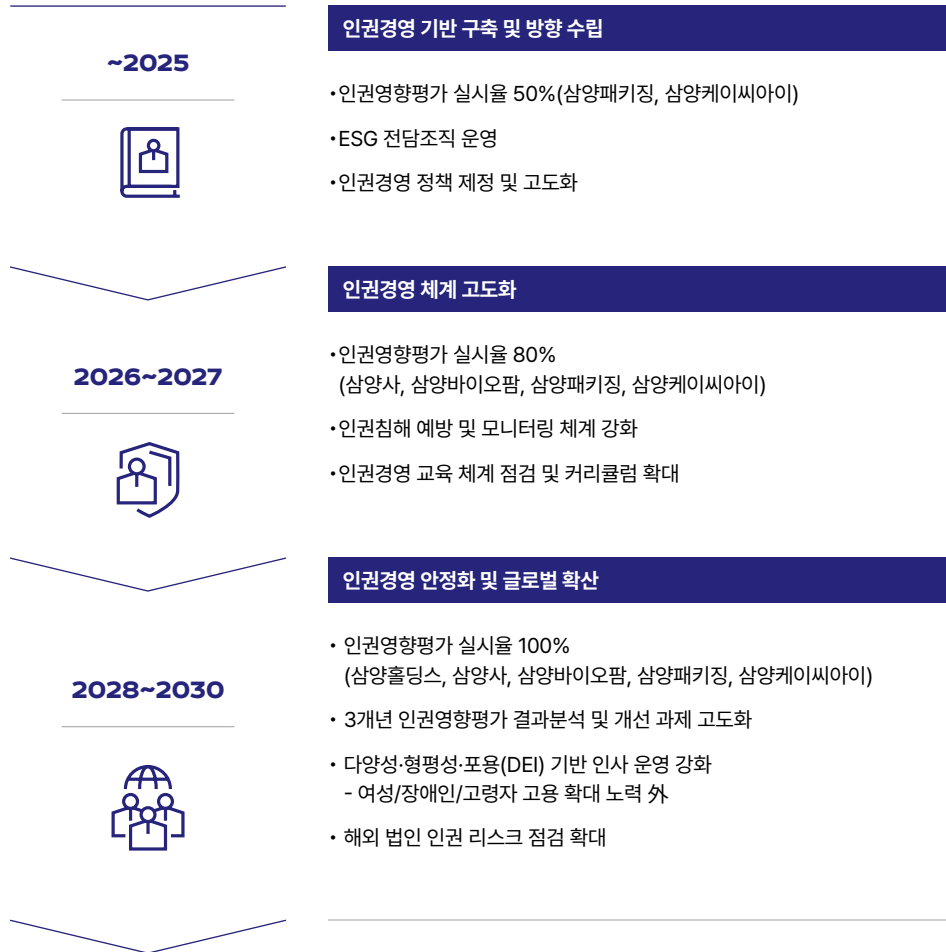 ~2025
인권경영 기반 구축 및 방향 수립
•인권영향평가 실시율 50%(삼양패키징, 삼양케이씨아이)
•ESG 전담조직 운영
•인권경영 정책 제정 및 고도화
2026~2027
인권경영 체계 고도화
•인권영향평가 실시율 80%
(삼양사, 삼양바이오팜, 삼양패키징, 삼양케이씨아이)
•인권침해 예방 및 모니터링 체계 강화
•인권경영 교육 체계 점검 및 커리큘럼 확대
2028~2030
인권경영 안정화 및 글로벌 확산
• 인권영향평가 실시율 100%
(삼양홀딩스, 삼양사, 삼양바이오팜, 삼양패키징, 삼양케이씨아이)
• 3개년 인권영향평가 결과분석 및 개선 과제 고도화
• 다양성·형평성·포용(DEI) 기반 인사 운영 강화
- 여성/장애인/고령자 고용 확대 노력 外
• 해외 법인 인권 리스크 점검 확대